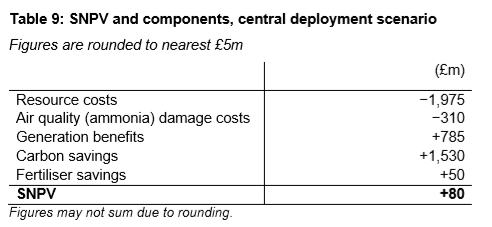 Table 9: SNPV and components, central deployment scenario
Figures are rounded to nearest £5m
(£m)
Resource costs −1,975
Air quality (ammonia) damage costs −310
Generation benefits +785
Carbon savings +1,530
Fertiliser savings +50
SNPV +80
Figures may not sum due to rounding.